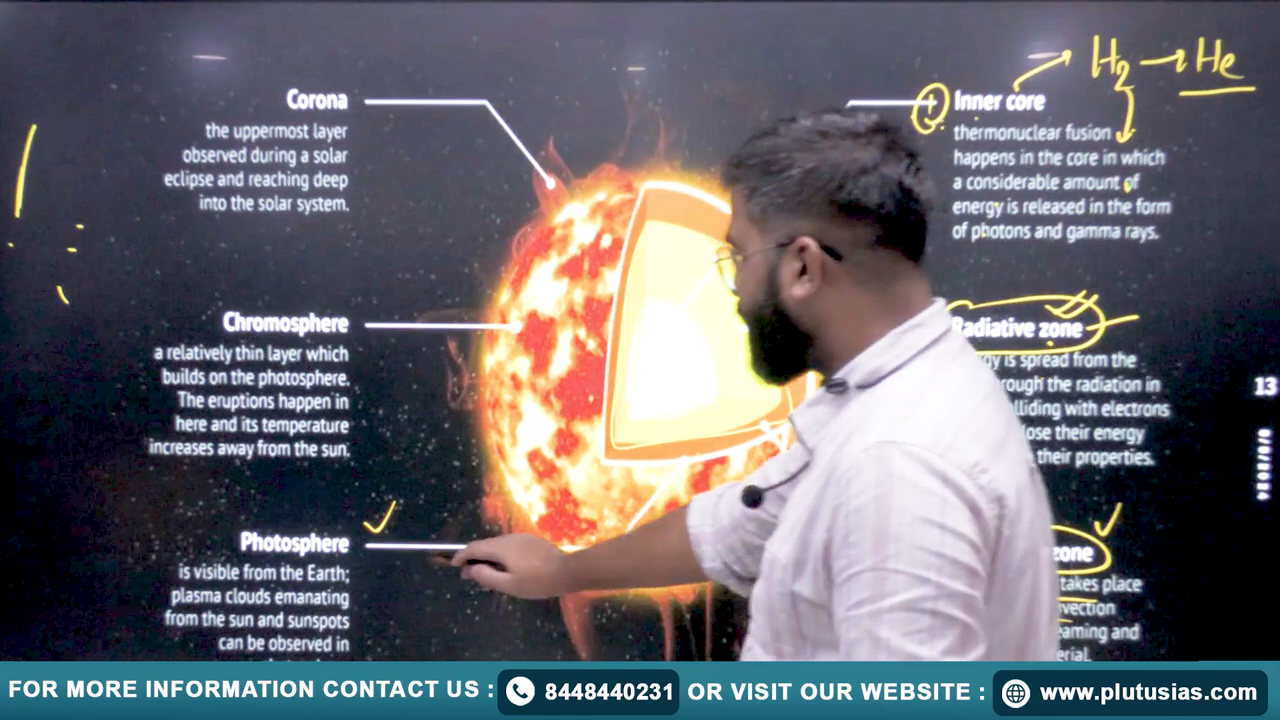 Corona
the uppermost layer
observed during a solar
eclipse and reaching deep
into the solar system.
Chromosphere
a relatively thin layer which
builds on the photosphere.
The eruptions happen in
here and its temperature
increases away from the sun.
Photosphere
is visible from the Earth;
plasma clouds emanating
from the sun and sunspots
can be observed in
H2 → He
Inner core
thermonuclear fusion
happens in the core in which
a considerable amount of
energy is released in the form
of photons and gamma rays.
Radiative zone
is spread from the
the radiation in
with electrons
their energy
their properties.
zone
takes place
and
13
FOR MORE INFORMATION CONTACT US : 8448440231 OR VISIT OUR WEBSITE : www.plutusias.com